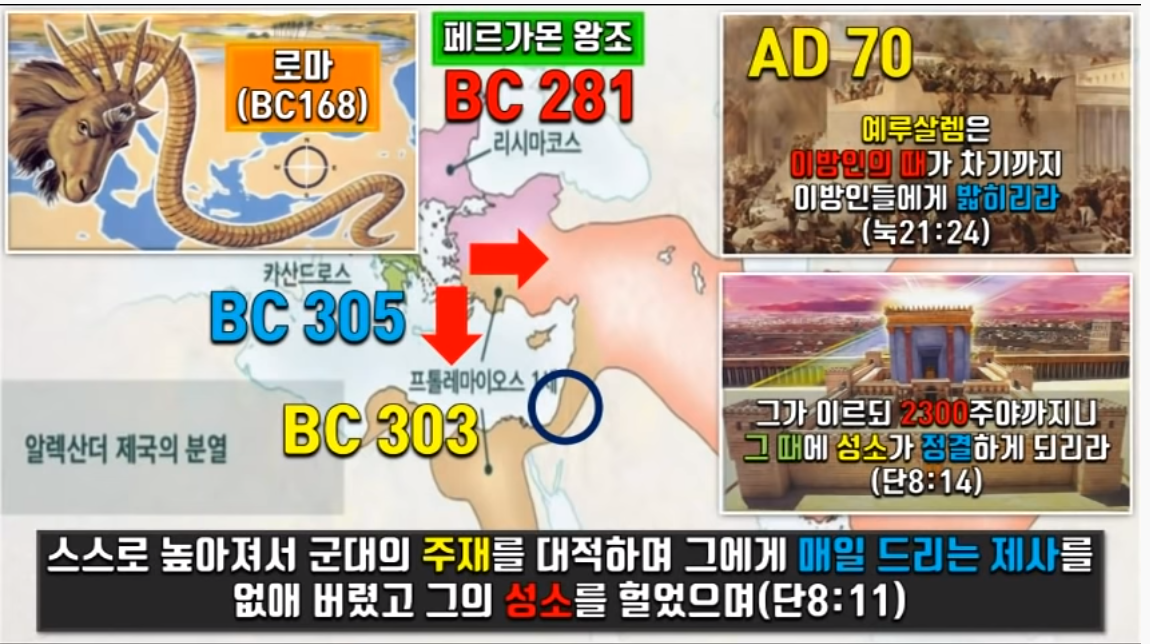 로마
(BC168)
페르가몬 왕조
BC 281
리시마코스
카산드로스
BC 305
프톨레마이오스 1세
BC 303
알렉산더 제국의 분열
AD 70
예루살렘은
이방인의 때가 차기까지
이방인들에게 밟히리라
(눅21:24)
그가 이르되 2300주야까지니
그 때에 성소가 정결하게 되리라
(단8:14)
스스로 높아져서 군대의 주재를 대적하며 그에게 매일 드리는 제사를
없애 버렸고 그의 성소를 헐었으며(단8:11)